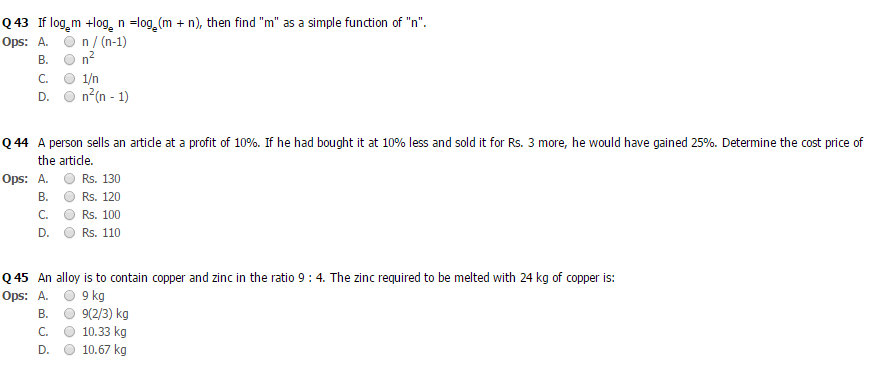 Q 43 If logₑm +logₑ n =logₑ(m + n), then find "m" as a simple function of "n".
Ops: A. n / (n-1)
B. n²
C. 1/n
D. n²(n - 1)
Q 44 A person sells an article at a profit of 10%. If he had bought it at 10% less and sold it for Rs. 3 more, he would have gained 25%. Determine the cost price of
the article.
Ops: A. Rs. 130
B. Rs. 120
C. Rs. 100
D. Rs. 110
Q 45 An alloy is to contain copper and zinc in the ratio 9 : 4. The zinc required to be melted with 24 kg of copper is:
Ops: A. 9 kg
B. 9(2/3) kg
C. 10.33 kg
D. 10.67 kg